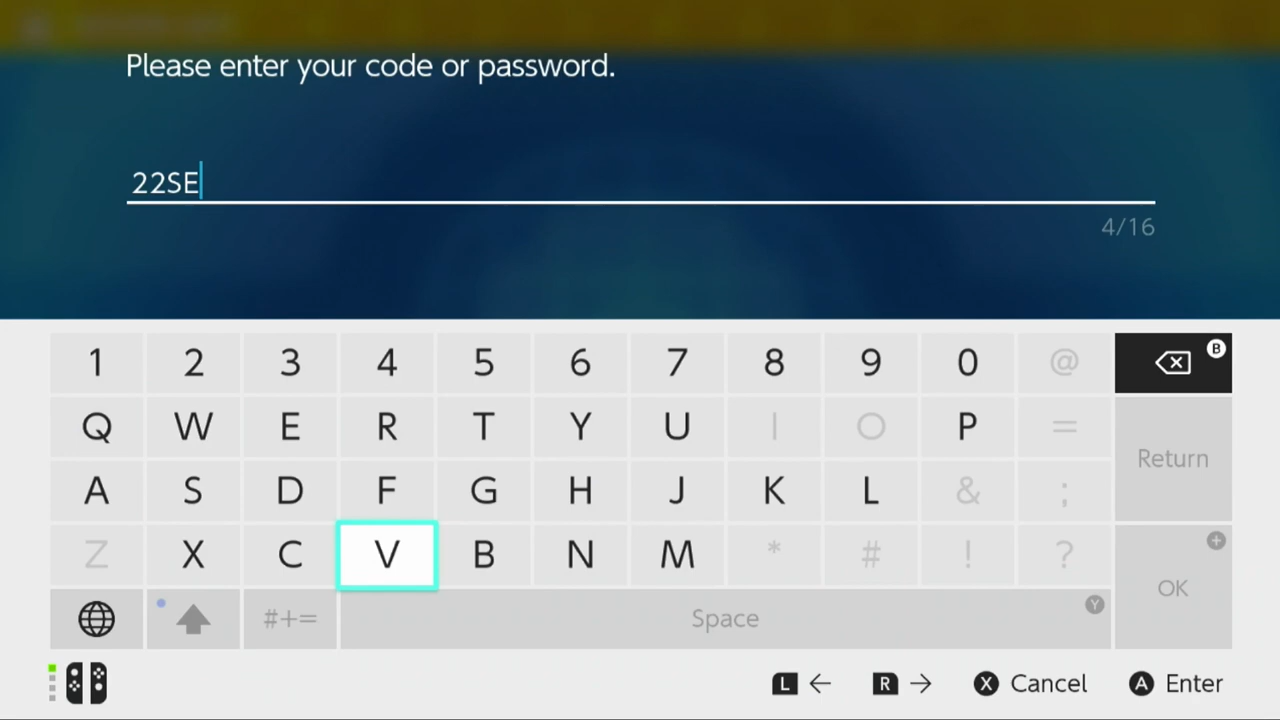 Please enter your code or password.
22SE
4/16
1 2 3 4 5 6 7 8 9 0 @ B
Q W E R T Y U I O P =
Return
A S D F G H J K L & ;
Z X C V B N M * # ! ? +
OK
#+= Space Y
L ← R → X Cancel A Enter